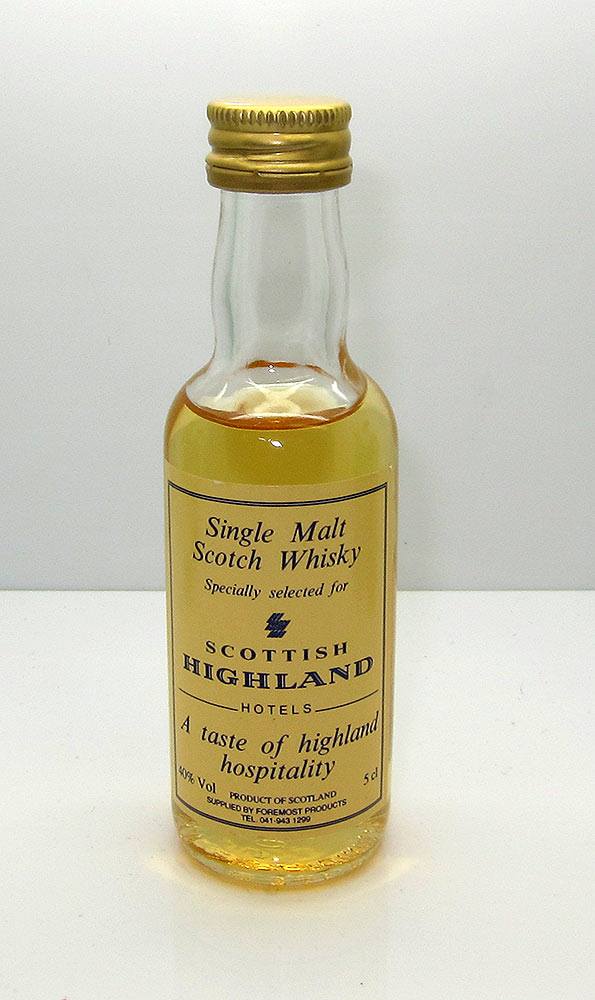 Single Malt
Scotch Whisky
Specially selected for
SCOTTISH
HIGHLAND
HOTELS
A taste of highland
hospitality
40% Vol
5 cl
PRODUCT OF SCOTLAND
SUPPLIED BY FOREMOST PRODUCTS
TEL. 041-943 1299